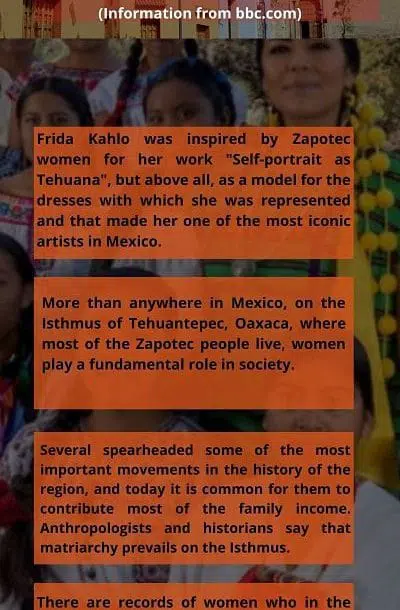 (Information from bbc.com)
Frida Kahlo was inspired by Zapotec
women for her work "Self-portrait as
Tehuana", but above all, as a model for the
dresses with which she was represented
and that made her one of the most iconic
artists in Mexico.
More than anywhere in Mexico, on the
Isthmus of Tehuantepec, Oaxaca, where
most of the Zapotec people live, women
play a fundamental role in society.
Several spearheaded some of the most
important movements in the history of the
region, and today it is common for them to
contribute most of the family income.
Anthropologists and historians say that
matriarchy prevails on the Isthmus.
There are records of women who in the